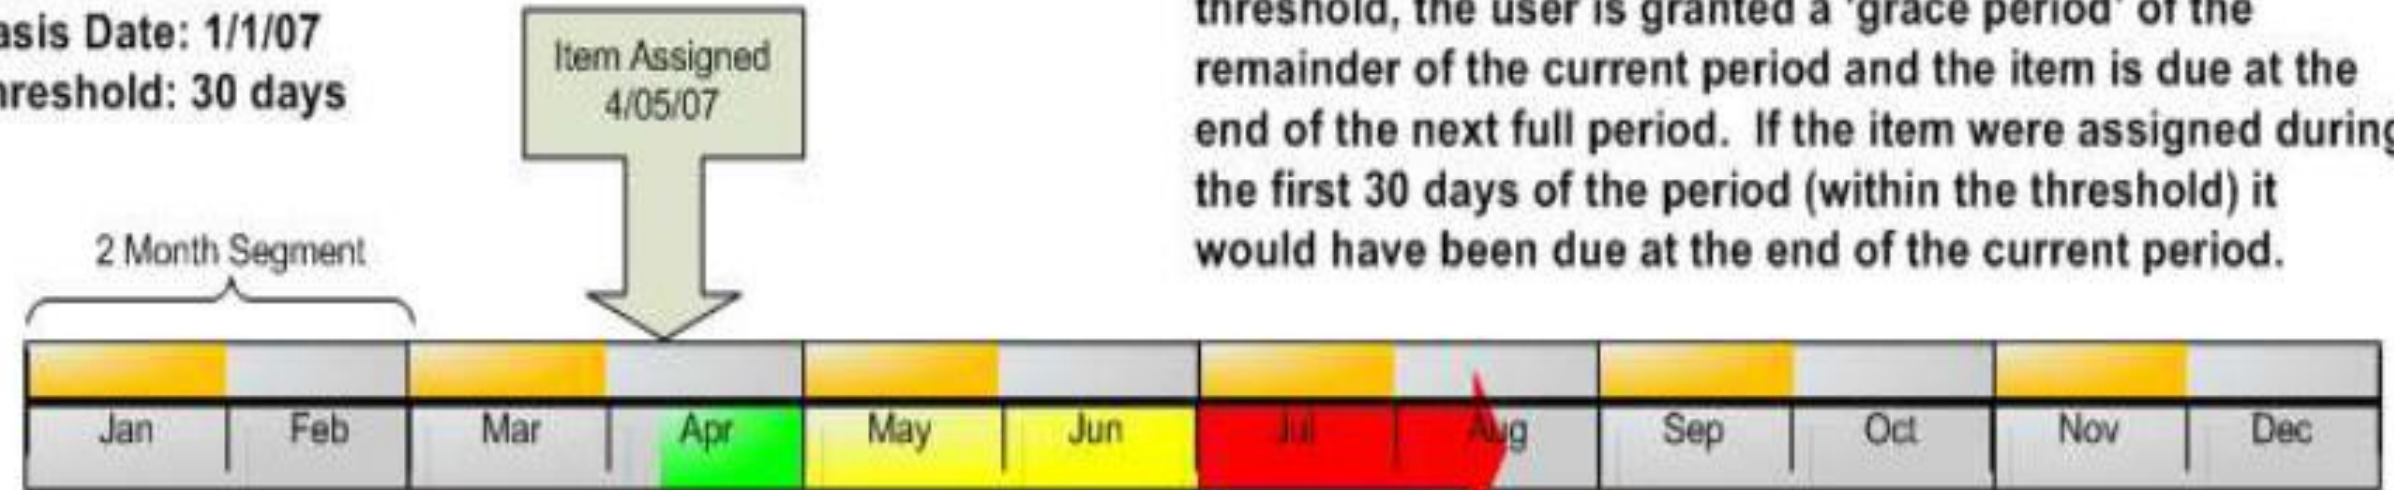 asis Date: 1/1/07
hreshold: 30 days
Item Assigned
4/05/07
threshold, the user is granted a 'grace period' of the
remainder of the current period and the item is due at the
end of the next full period. If the item were assigned during
the first 30 days of the period (within the threshold) it
would have been due at the end of the current period.
2 Month Segment
Jan Feb Mar Apr May Jun Jul Aug Sep Oct Nov Dec